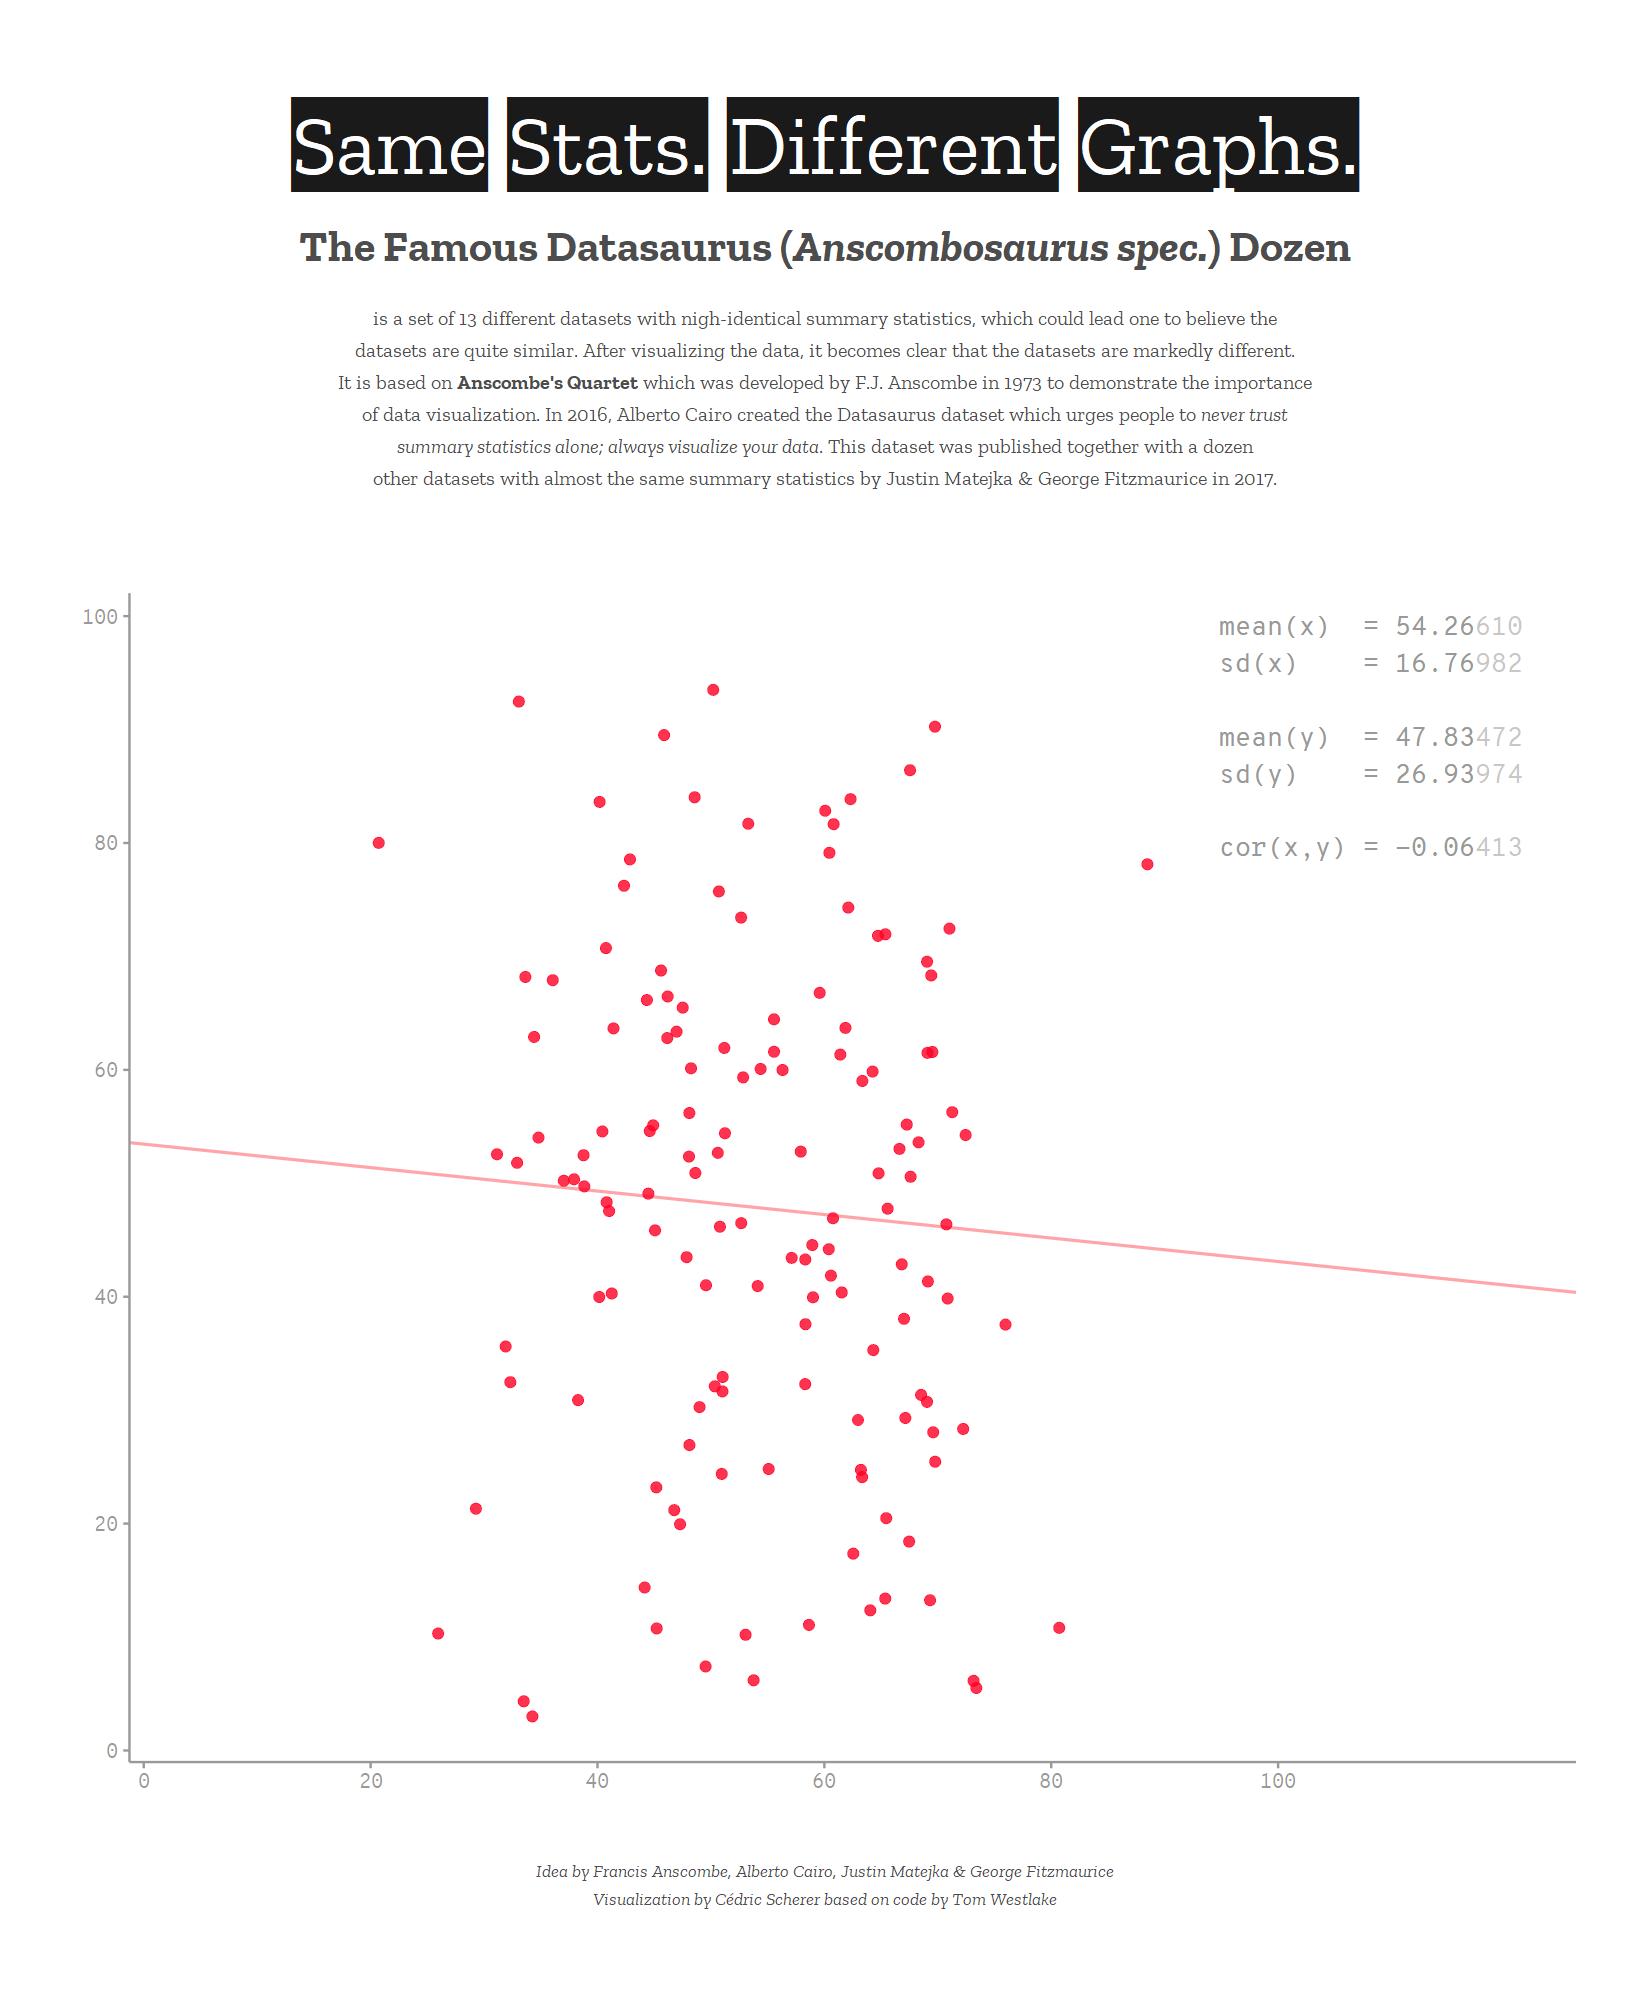 Same Stats. Different Graphs.
The Famous Datasaurus (Anscombosaurus spec.) Dozen
is a set of 13 different datasets with nigh-identical summary statistics, which could lead one to believe the
datasets are quite similar. After visualizing the data, it becomes clear that the datasets are markedly different.
It is based on Anscombe's Quartet which was developed by F.J. Anscombe in 1973 to demonstrate the importance
of data visualization. In 2016, Alberto Cairo created the Datasaurus dataset which urges people to never trust
summary statistics alone; always visualize your data. This dataset was published together with a dozen
other datasets with almost the same summary statistics by Justin Matejka & George Fitzmaurice in 2017.
mean(x) = 54.26610
sd(x) = 16.76982
mean(y) = 47.83472
sd(y) = 26.93974
cor(x,y) = −0.06413
100
80
60
40
20
0
0 20 40 60 80 100
Idea by Francis Anscombe, Alberto Cairo, Justin Matejka & George Fitzmaurice
Visualization by Cédric Scherer based on code by Tom Westlake